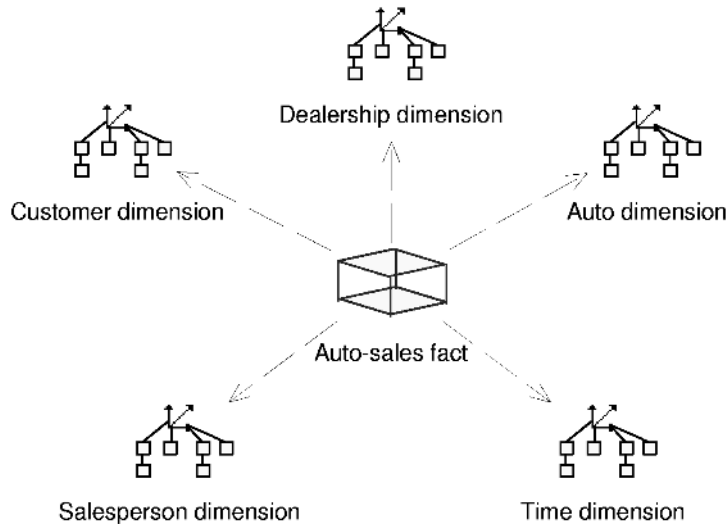 Dealership dimension
Customer dimension
Auto dimension
Auto-sales fact
Salesperson dimension
Time dimension